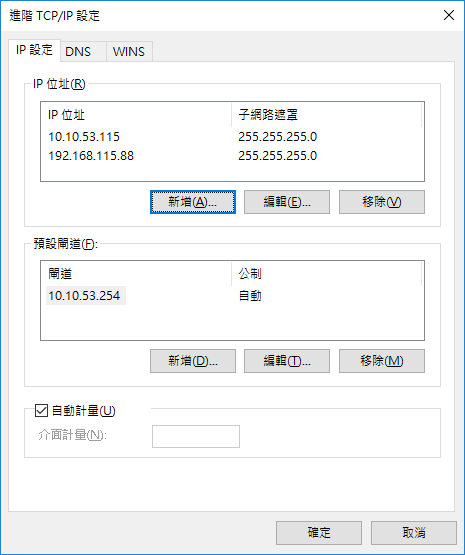 進階 TCP/IP 設定
IP 設定 DNS WINS
IP 位址(R)
IP 位址 子網路遮罩
10.10.53.115 255.255.255.0
192.168.115.88 255.255.255.0
新增(A)... 編輯(E)... 移除(V)
預設閘道(F):
閘道 公制
10.10.53.254 自動
新增(D)... 編輯(T)... 移除(M)
自動計量(U)
介面計量(N):
確定 取消